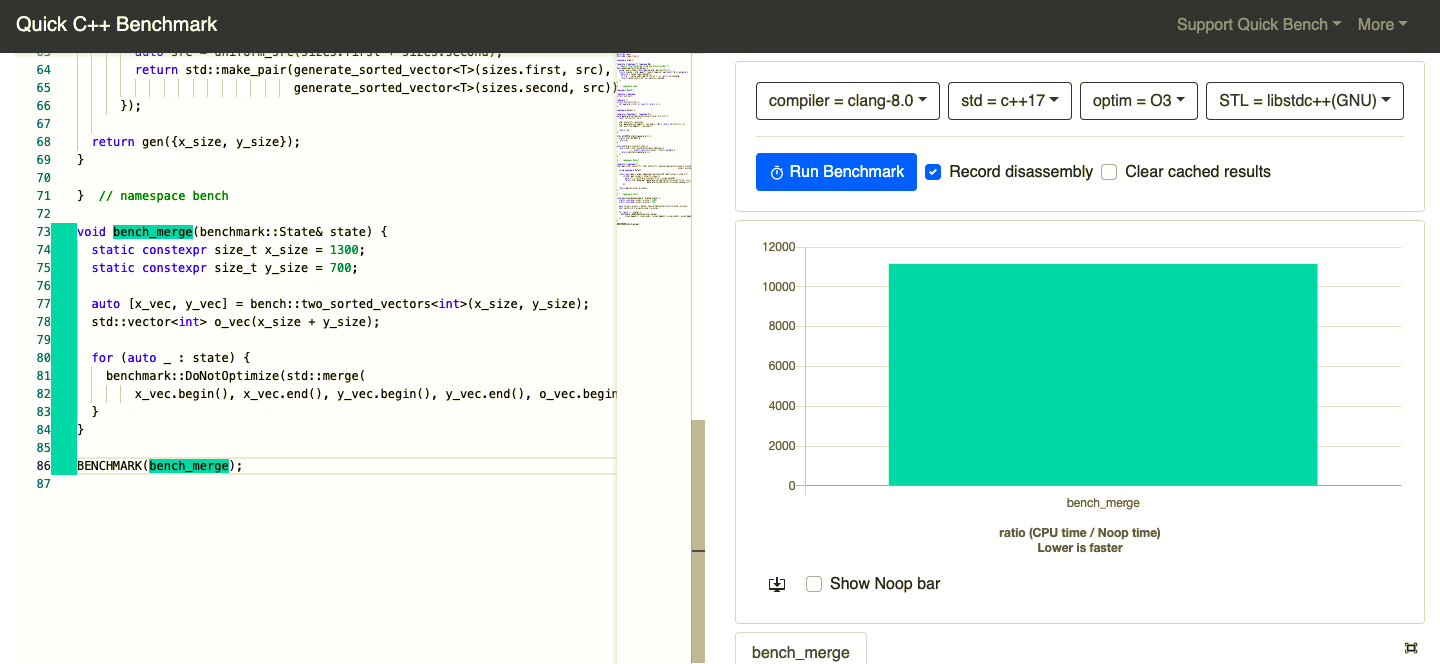 Quick C++ Benchmark
Support Quick Bench
More
63 auto src = uniform_src(sizes.first + sizes.second);
64 return std::make_pair(generate_sorted_vector<T>(sizes.first, src),
65 generate_sorted_vector<T>(sizes.second, src))
66 });
67
68 return gen({x_size, y_size});
69 }
70
71 } // namespace bench
72
73 void bench_merge(benchmark::State& state) {
74 static constexpr size_t x_size = 1300;
75 static constexpr size_t y_size = 700;
76
77 auto [x_vec, y_vec] = bench::two_sorted_vectors<int>(x_size, y_size);
78 std::vector<int> o_vec(x_size + y_size);
79
80 for (auto _ : state) {
81 benchmark::DoNotOptimize(std::merge(
82 x_vec.begin(), x_vec.end(), y_vec.begin(), y_vec.end(), o_vec.begin
83 }
84 }
85
86 BENCHMARK(bench_merge);
87
compiler = clang-8.0
std = c++17
optim = O3
STL = libstdc++(GNU)
Run Benchmark
Record disassembly
Clear cached results
12000
10000
8000
6000
4000
2000
0
bench_merge
ratio (CPU time / Noop time)
Lower is faster
Show Noop bar
bench_merge